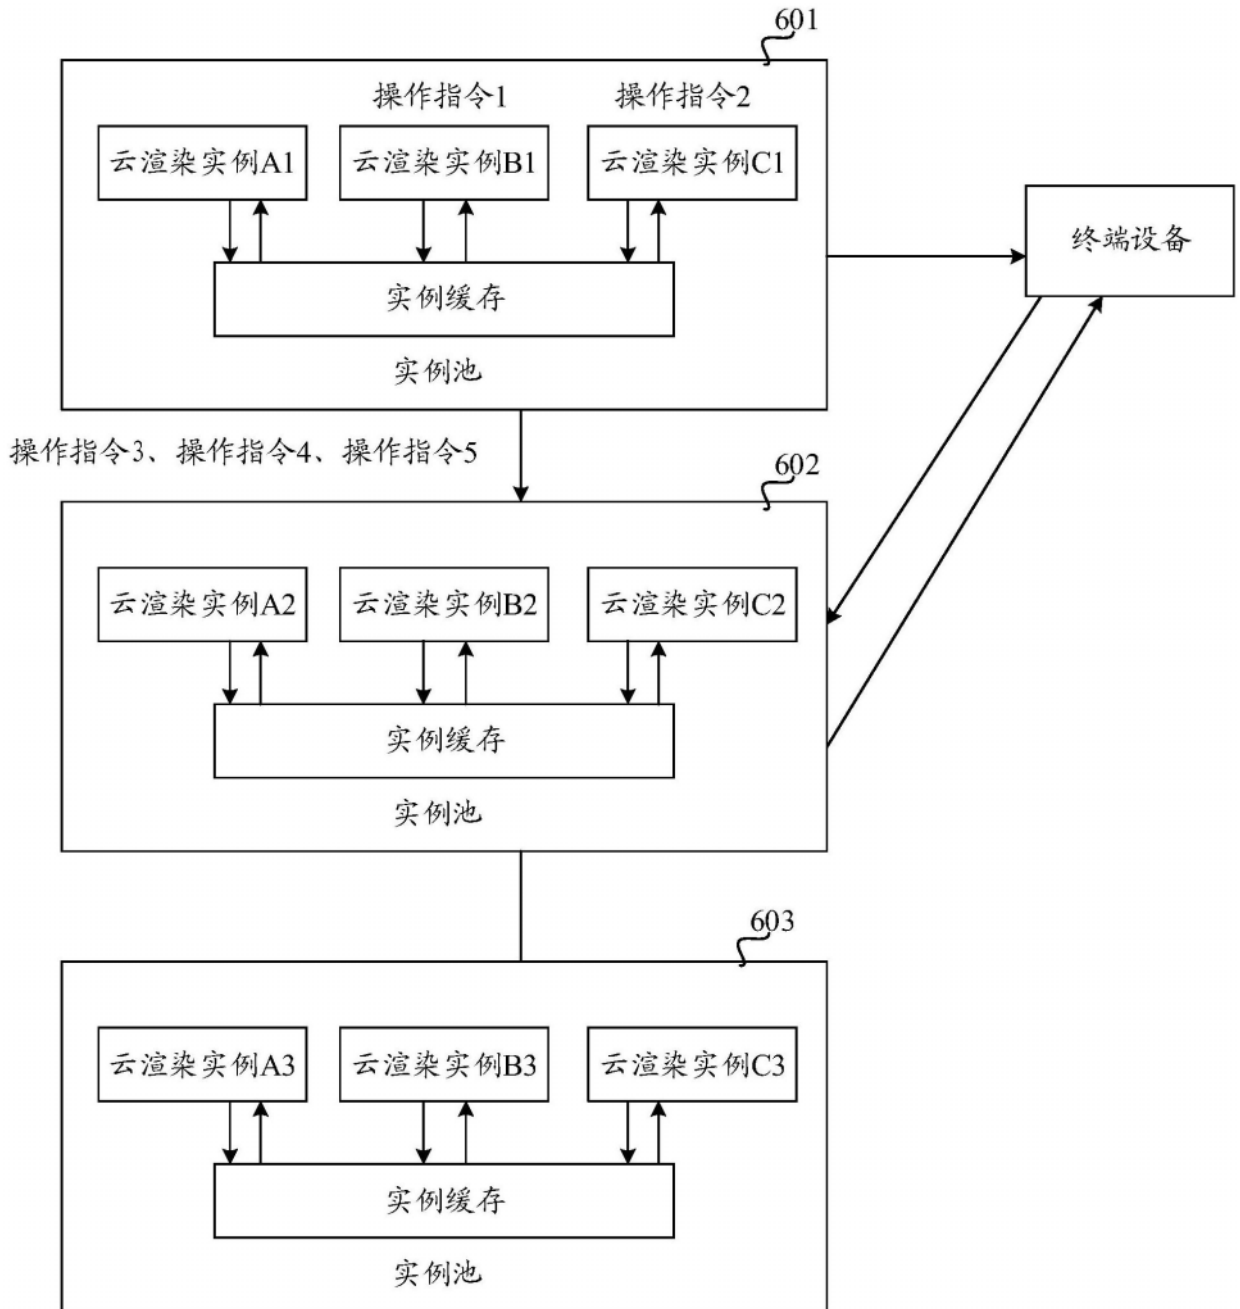 601
操作指令1
操作指令2
云渲染实例A1
云渲染实例B1
云渲染实例C1
终端设备
实例缓存
实例池
操作指令3、操作指令4、操作指令5
602
云渲染实例A2
云渲染实例B2
云渲染实例C2
实例缓存
实例池
603
云渲染实例A3
云渲染实例B3
云渲染实例C3
实例缓存
实例池